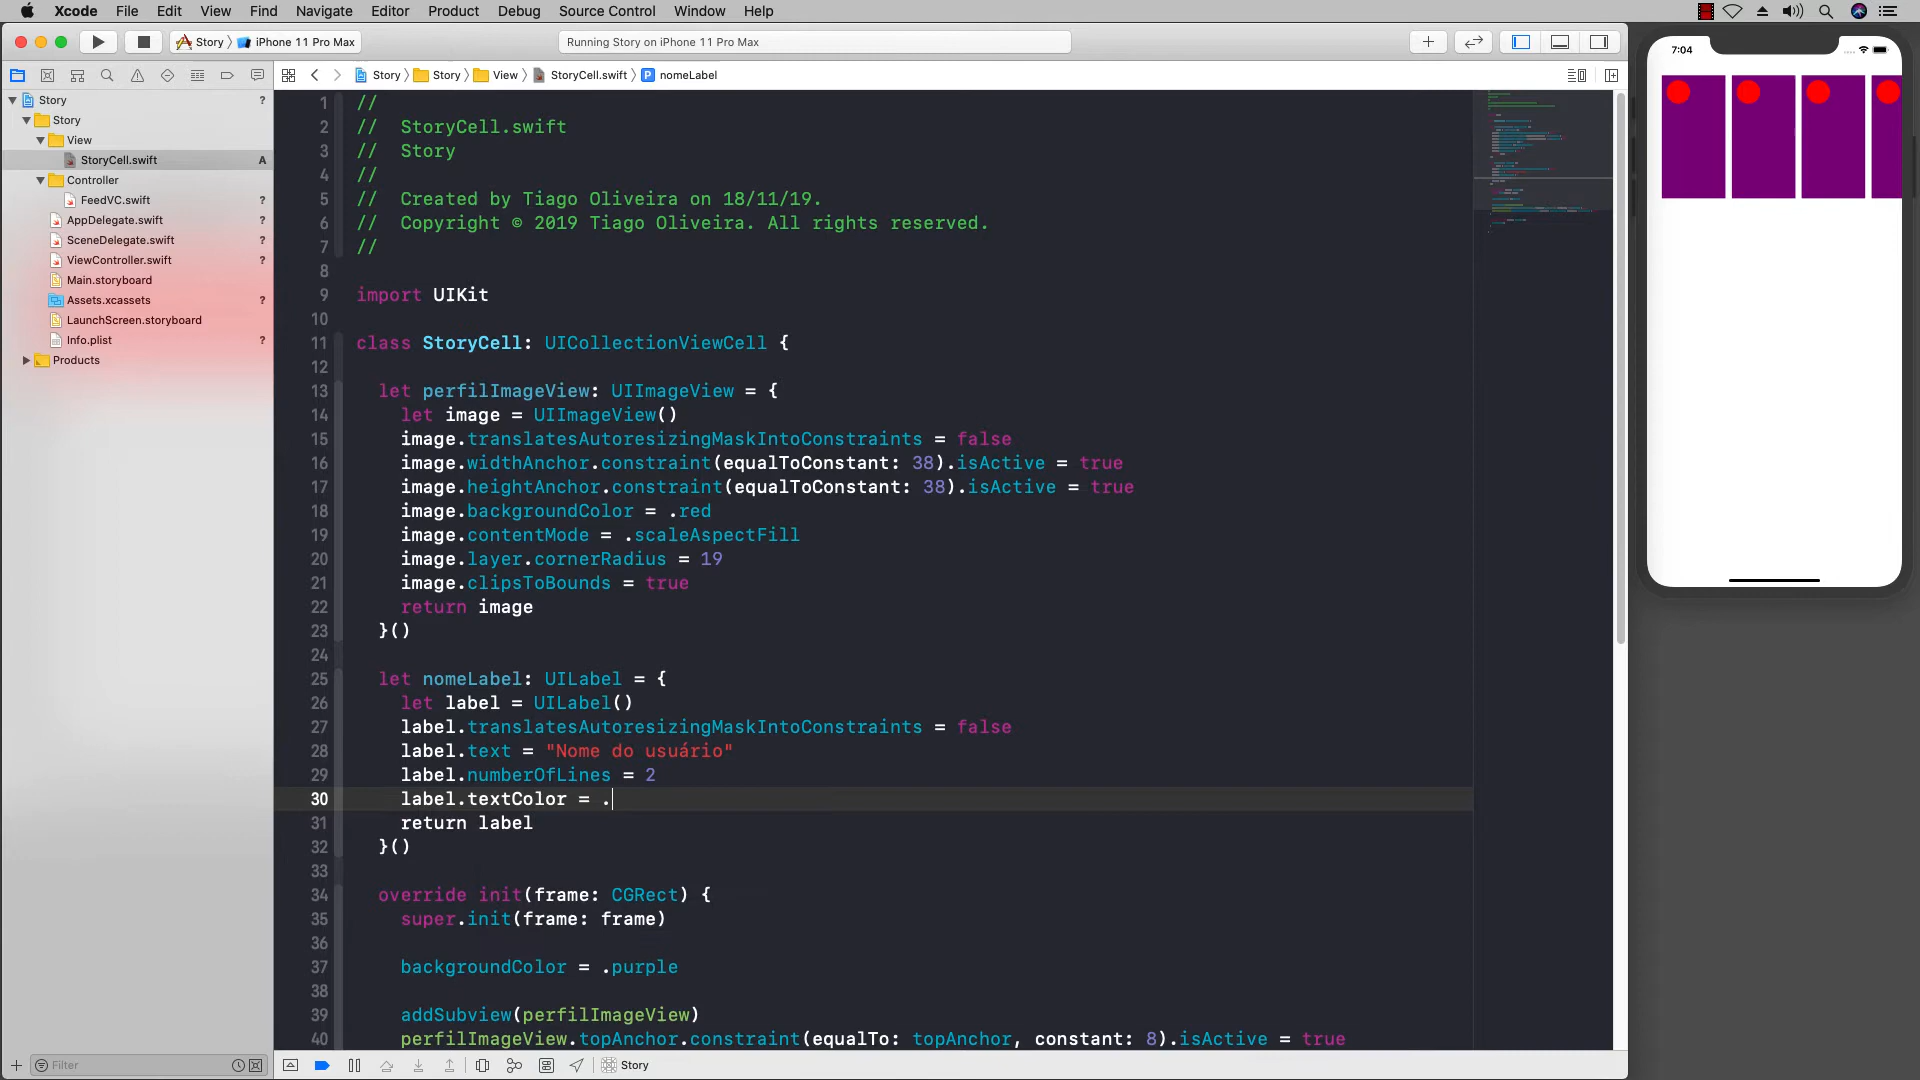 Xcode File Edit View Find Navigate Editor Product Debug Source Control Window Help
Story iPhone 11 Pro Max
Running Story on iPhone 11 Pro Max
Story Story View StoryCell.swift P nomeLabel
Story ?
Story
View
StoryCell.swift A
Controller
FeedVC.swift ?
AppDelegate.swift ?
SceneDelegate.swift ?
ViewController.swift ?
Main.storyboard
Assets.xcassets ?
LaunchScreen.storyboard
Info.plist ?
Products
Filter
1 //
2 //  StoryCell.swift
3 //  Story
4 //
5 //  Created by Tiago Oliveira on 18/11/19.
6 //  Copyright © 2019 Tiago Oliveira. All rights reserved.
7 //
8
9 import UIKit
10
11 class StoryCell: UICollectionViewCell {
12
13 let perfilImageView: UIImageView = {
14 let image = UIImageView()
15 image.translatesAutoresizingMaskIntoConstraints = false
16 image.widthAnchor.constraint(equalToConstant: 38).isActive = true
17 image.heightAnchor.constraint(equalToConstant: 38).isActive = true
18 image.backgroundColor = .red
19 image.contentMode = .scaleAspectFill
20 image.layer.cornerRadius = 19
21 image.clipsToBounds = true
22 return image
23 }()
24
25 let nomeLabel: UILabel = {
26 let label = UILabel()
27 label.translatesAutoresizingMaskIntoConstraints = false
28 label.text = "Nome do usuário"
29 label.numberOfLines = 2
30 label.textColor = .
31 return label
32 }()
33
34 override init(frame: CGRect) {
35 super.init(frame: frame)
36
37 backgroundColor = .purple
38
39 addSubview(perfilImageView)
40 perfilImageView.topAnchor.constraint(equalTo: topAnchor, constant: 8).isActive = true
Story
7:04